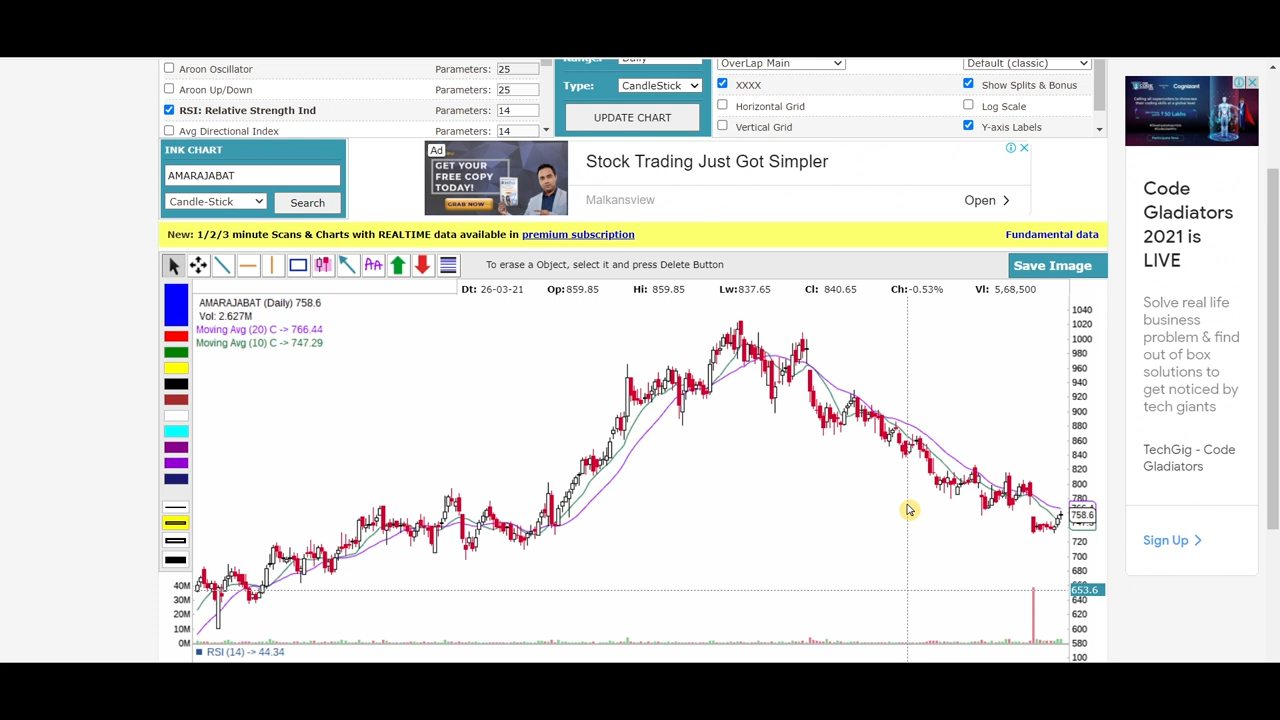 Aroon Oscillator Parameters: 25
Aroon Up/Down Parameters: 25
RSI: Relative Strength Ind Parameters: 14
Avg Directional Index Parameters: 14
Daily
Type: CandleStick
UPDATE CHART
OverLap Main Default (classic)
XXXX Show Splits & Bonus
Horizontal Grid Log Scale
Vertical Grid Y-axis Labels
INK CHART
AMARAJABAT
Candle-Stick Search
Ad
GET YOUR
FREE COPY
TODAY!
GRAB NOW
Stock Trading Just Got Simpler
Malkansview
Open
New: 1/2/3 minute Scans & Charts with REALTIME data available in premium subscription Fundamental data
To erase a Object, select it and press Delete Button
Save Image
Dt: 26-03-21 Op:859.85 Hi: 859.85 Lw:837.65 Cl: 840.65 Ch:-0.53% Vl: 5,68,500
AMARAJABAT (Daily) 758.6
Vol: 2.627M
Moving Avg (20) C -> 766.44
Moving Avg (10) C -> 747.29
1040
1020
1000
980
960
940
920
900
880
860
840
820
800
780
758.6
720
700
680
653.6
640
620
600
580
100
40M
30M
20M
10M
0M
RSI (14) -> 44.34
Cognizant
Code
Gladiators
2021 is
LIVE
Solve real life
business
problem & find
out of box
solutions to
get noticed by
tech giants
TechGig - Code
Gladiators
Sign Up